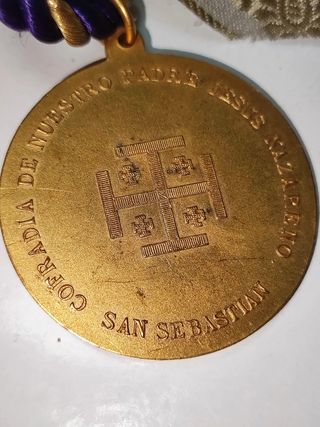 COFRADIA DE NUESTRO PADRE JESUS NAZARENO
SAN SEBASTIAN